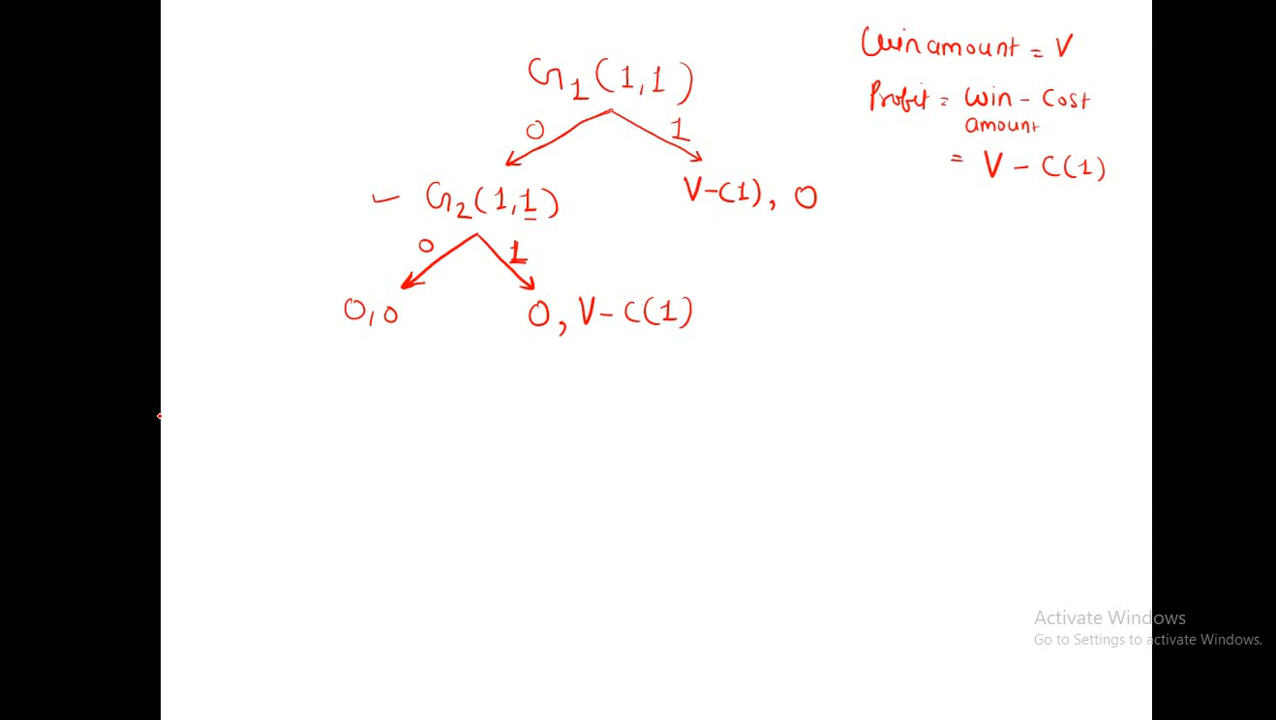 G1(1,1)
0 1
G2(1,1)
V-C(1), 0
0 1
0,0
0, V-C(1)
Win amount = V
Profit = Win - Cost
amount
= V - C(1)
Activate Windows
Go to Settings to activate Windows.